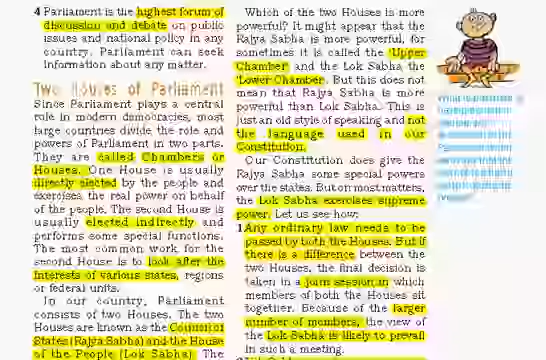 4 Parliament is the highest forum of
discussion and debate on public
issues and national policy in any
country. Parliament can seek
information about any matter.
Two Houses of Parliament
Since Parliament plays a central
role in modern democracies, most
large countries divide the role and
powers of Parliament in two parts.
They are called Chambers or
Houses. One House is usually
directly elected by the people and
exercises the real power on behalf
of the people. The second House is
usually elected indirectly and
performs some special functions.
The most common work for the
second House is to look after the
interests of various states, regions
or federal units.
In our country, Parliament
consists of two Houses. The two
Houses are known as the Council of
States (Rajya Sabha) and the House
of the People (Lok Sabha). The
Which of the two Houses is more
powerful? It might appear that the
Rajya Sabha is more powerful, for
sometimes it is called the 'Upper
Chamber' and the Lok Sabha the
'Lower Chamber'. But this does not
mean that Rajya Sabha is more
powerful than Lok Sabha. This is
just an old style of speaking and not
the language used in our
Constitution.
Our Constitution does give the
Rajya Sabha some special powers
over the states. But on most matters,
the Lok Sabha exercises supreme
power. Let us see how:
1 Any ordinary law needs to be
passed by both the Houses. But if
there is a difference between the
two Houses, the final decision is
taken in a joint session in which
members of both the Houses sit
together. Because of the larger
number of members, the view of
the Lok Sabha is likely to prevail
in such a meeting.